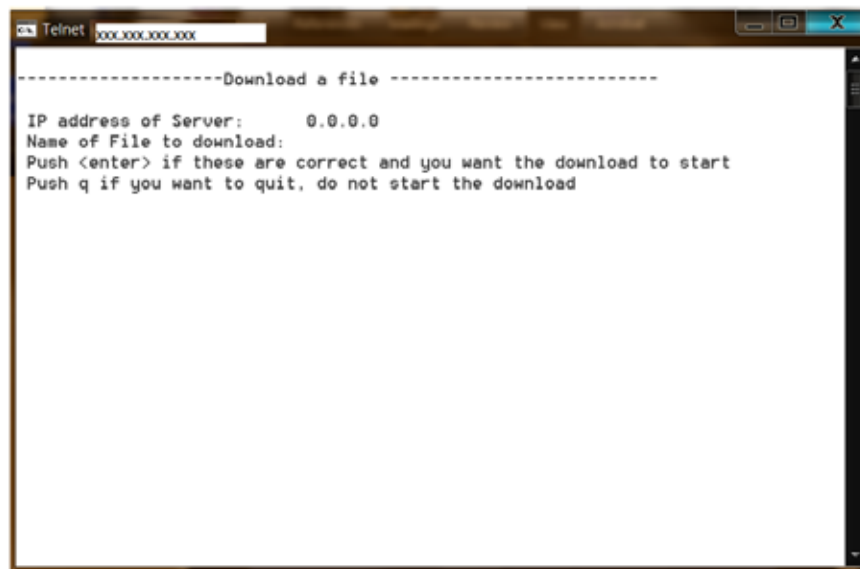 Telnet xxx.xxx.xxx.xxx
--------------------Download a file --------------------------
IP address of Server:      0.0.0.0
Name of File to download:
Push <enter> if these are correct and you want the download to start
Push q if you want to quit, do not start the download